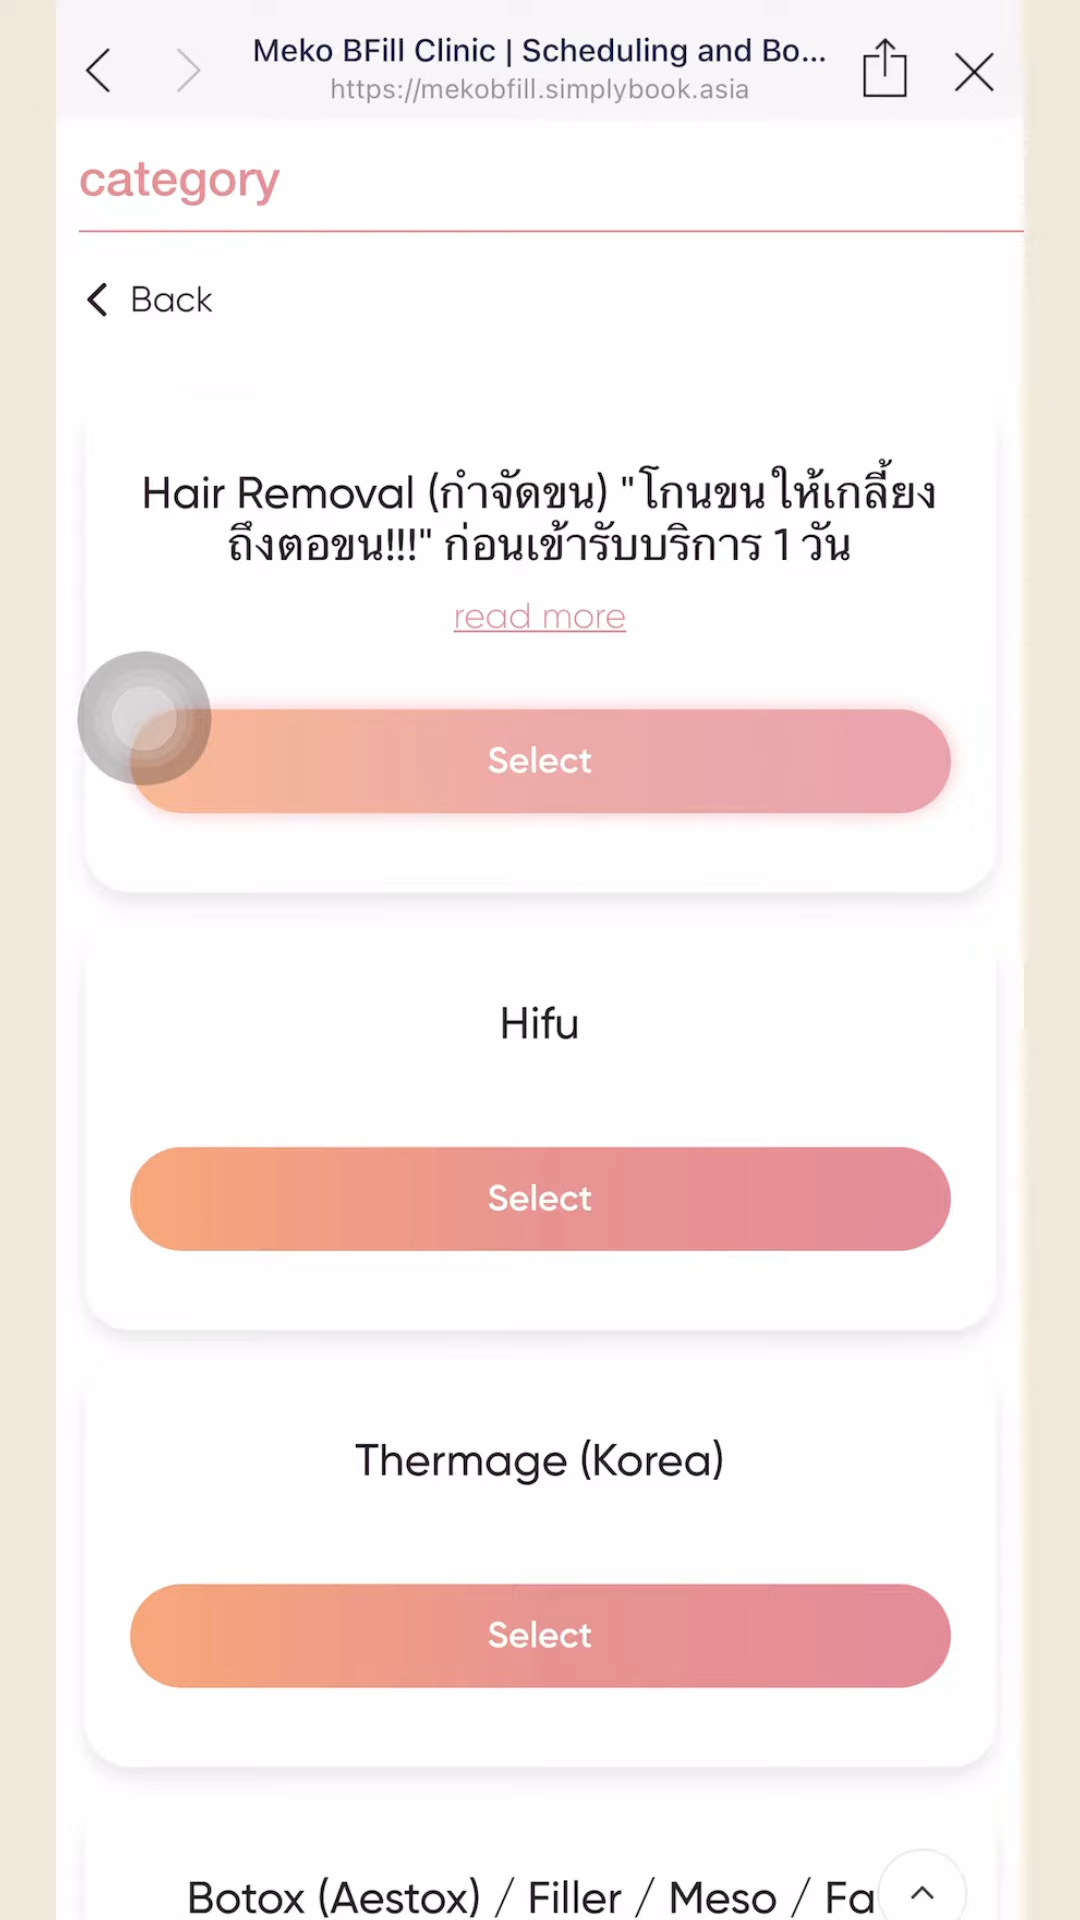 Meko BFill Clinic | Scheduling and Bo...
https://mekobfill.simplybook.asia
category
Back
Hair Removal (กำจัดขน) "โกนขนให้เกลี้ยง
ถึงตอขน!!!" ก่อนเข้ารับบริการ 1 วัน
read more
Select
Hifu
Select
Thermage (Korea)
Select
Botox (Aestox) / Filler / Meso / Fa